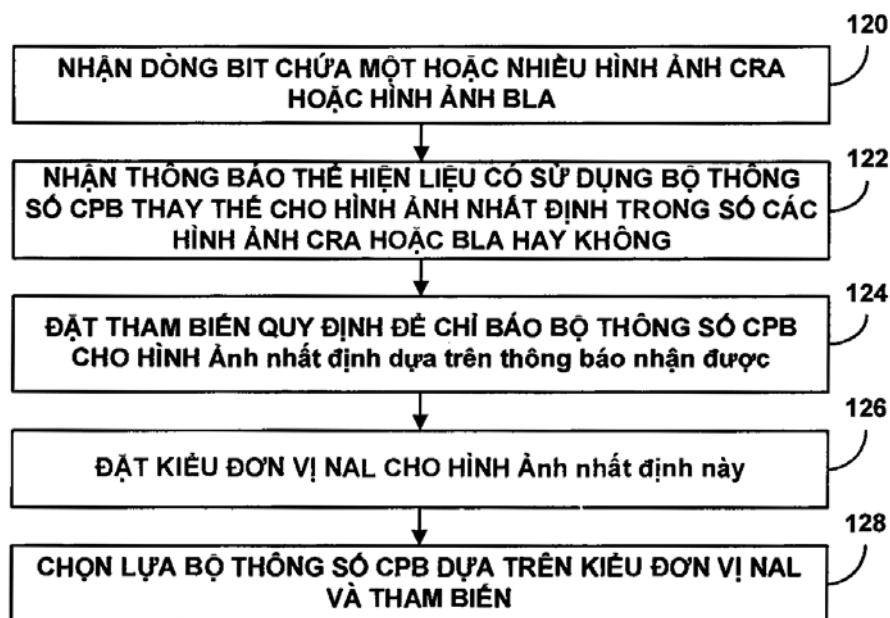 120
NHẬN DÒNG BIT CHỨA MỘT HOẶC NHIỀU HÌNH ẢNH CRA
HOẶC HÌNH ẢNH BLA
122
NHẬN THÔNG BÁO THỂ HIỆN LIỆU CÓ SỬ DỤNG BỘ THÔNG
SỐ CPB THAY THẾ CHO HÌNH ẢNH NHẤT ĐỊNH TRONG SỐ CÁC
HÌNH ẢNH CRA HOẶC BLA HAY KHÔNG
124
ĐẶT THAM BIẾN QUY ĐỊNH ĐỂ CHỈ BÁO BỘ THÔNG SỐ CPB
CHO HÌNH Ảnh nhất định dựa trên thông báo nhận được
126
ĐẶT KIỂU ĐƠN VỊ NAL CHO HÌNH Ảnh nhất định này
128
CHỌN LỰA BỘ THÔNG SỐ CPB DỰA TRÊN KIỂU ĐƠN VỊ NAL
VÀ THAM BIẾN